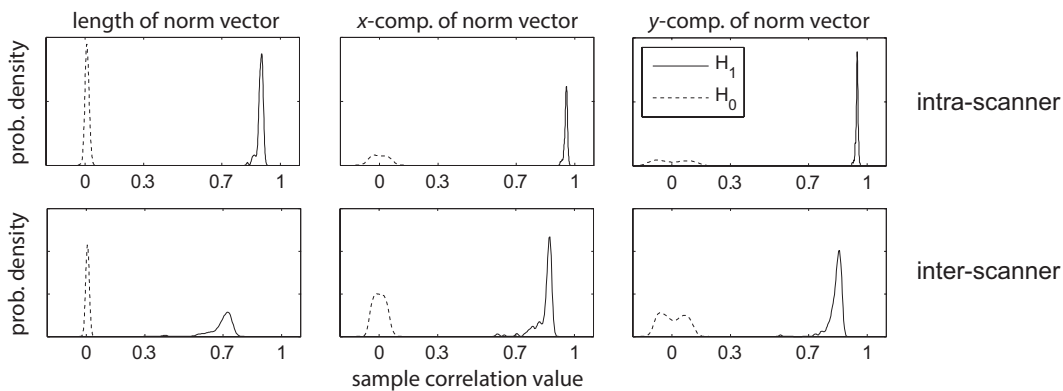 length of norm vector
x-comp. of norm vector
y-comp. of norm vector
prob. density
H1
H0
intra-scanner
0 0.3 0.7 1
0 0.3 0.7 1
0 0.3 0.7 1
prob. density
inter-scanner
0 0.3 0.7 1
0 0.3 0.7 1
0 0.3 0.7 1
sample correlation value